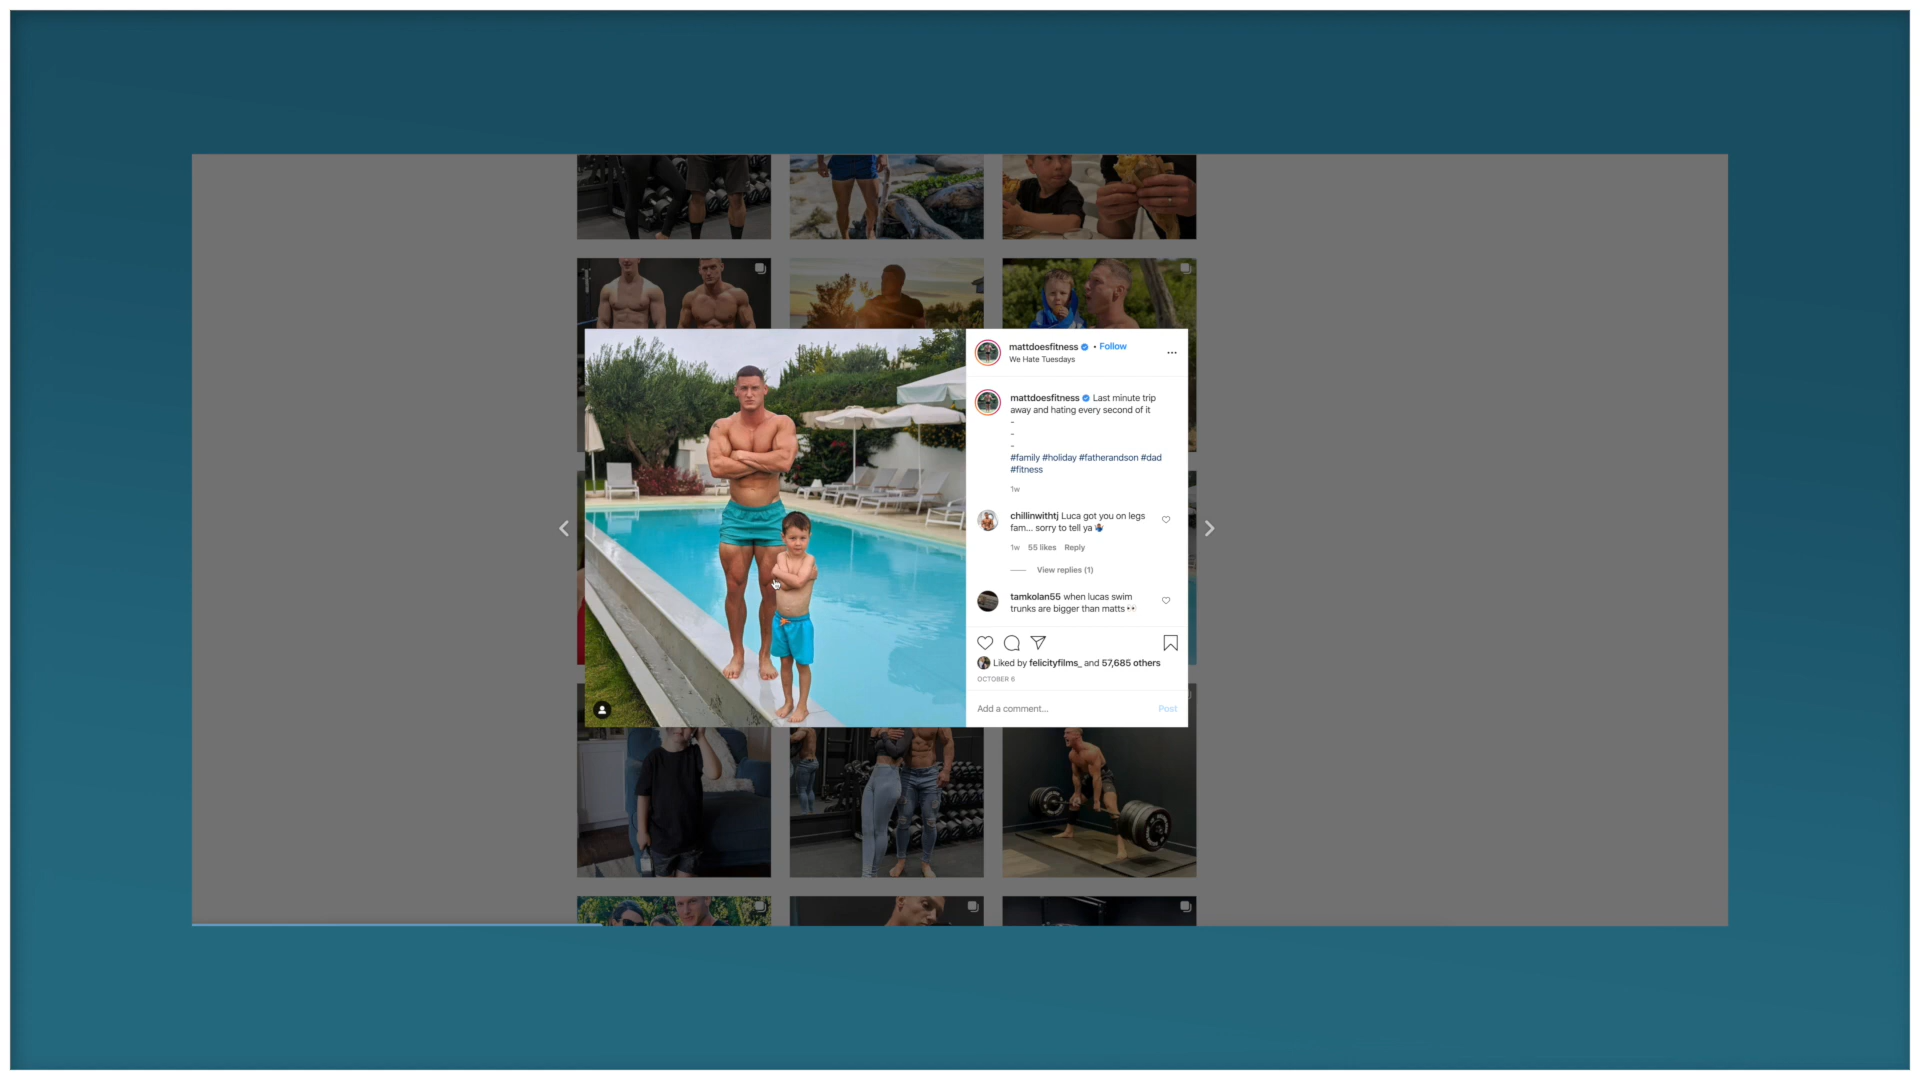 mattdoesfitness • Follow
We Hate Tuesdays
mattdoesfitness Last minute trip
away and hating every second of it
-
-
-
#family #holiday #fatherandson #dad
#fitness
1w
chillinwithtj Luca got you on legs
fam... sorry to tell ya 🤷🏽‍♂️
1w 55 likes Reply
View replies (1)
tamkolan55 when lucas swim
trunks are bigger than matts 👀
Liked by felicityfilms_ and 57,685 others
OCTOBER 6
Add a comment... Post